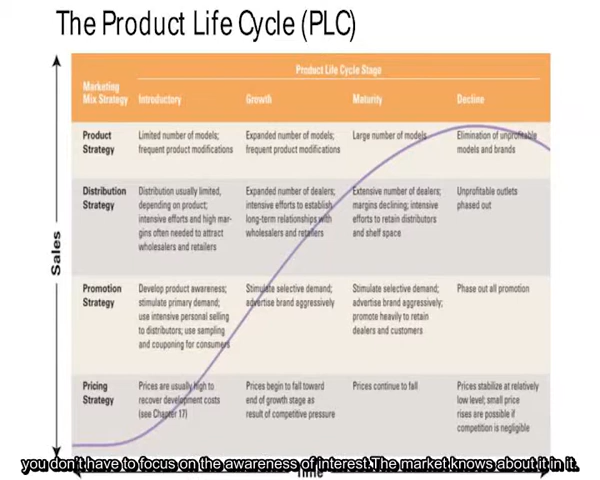 The Product Life Cycle (PLC)
Product Life Cycle Stage
Marketing
Mix Strategy
Introductory
Growth
Maturity
Decline
Product
Strategy
Limited number of models;
frequent product modifications
Expanded number of models;
frequent product modifications
Large number of models
Elimination of unprofitable
models and brands
Distribution
Strategy
Distribution usually limited,
depending on product;
intensive efforts and high mar-
gins often needed to attract
wholesalers and retailers
Expanded number of dealers;
intensive efforts to establish
long-term relationships with
wholesalers and retailers
Extensive number of dealers;
margins declining; intensive
efforts to retain distributors
and shelf space
Unprofitable outlets
phased out
Promotion
Strategy
Develop product awareness;
stimulate primary demand;
use intensive personal selling
to distributors; use sampling
and couponing for consumers
Stimulate selective demand;
advertise brand aggressively
Stimulate selective demand;
advertise brand aggressively;
promote heavily to retain
dealers and customers
Phase out all promotion
Pricing
Strategy
Prices are usually high to
recover development costs
(see Chapter 17)
Prices begin to fall toward
end of growth stage as
result of competitive pressure
Prices continue to fall
Prices stabilize at relatively
low level; small price
rises are possible if
competition is negligible
Sales
Time
you don't have to focus on the awareness of interest.The market knows about it in it.